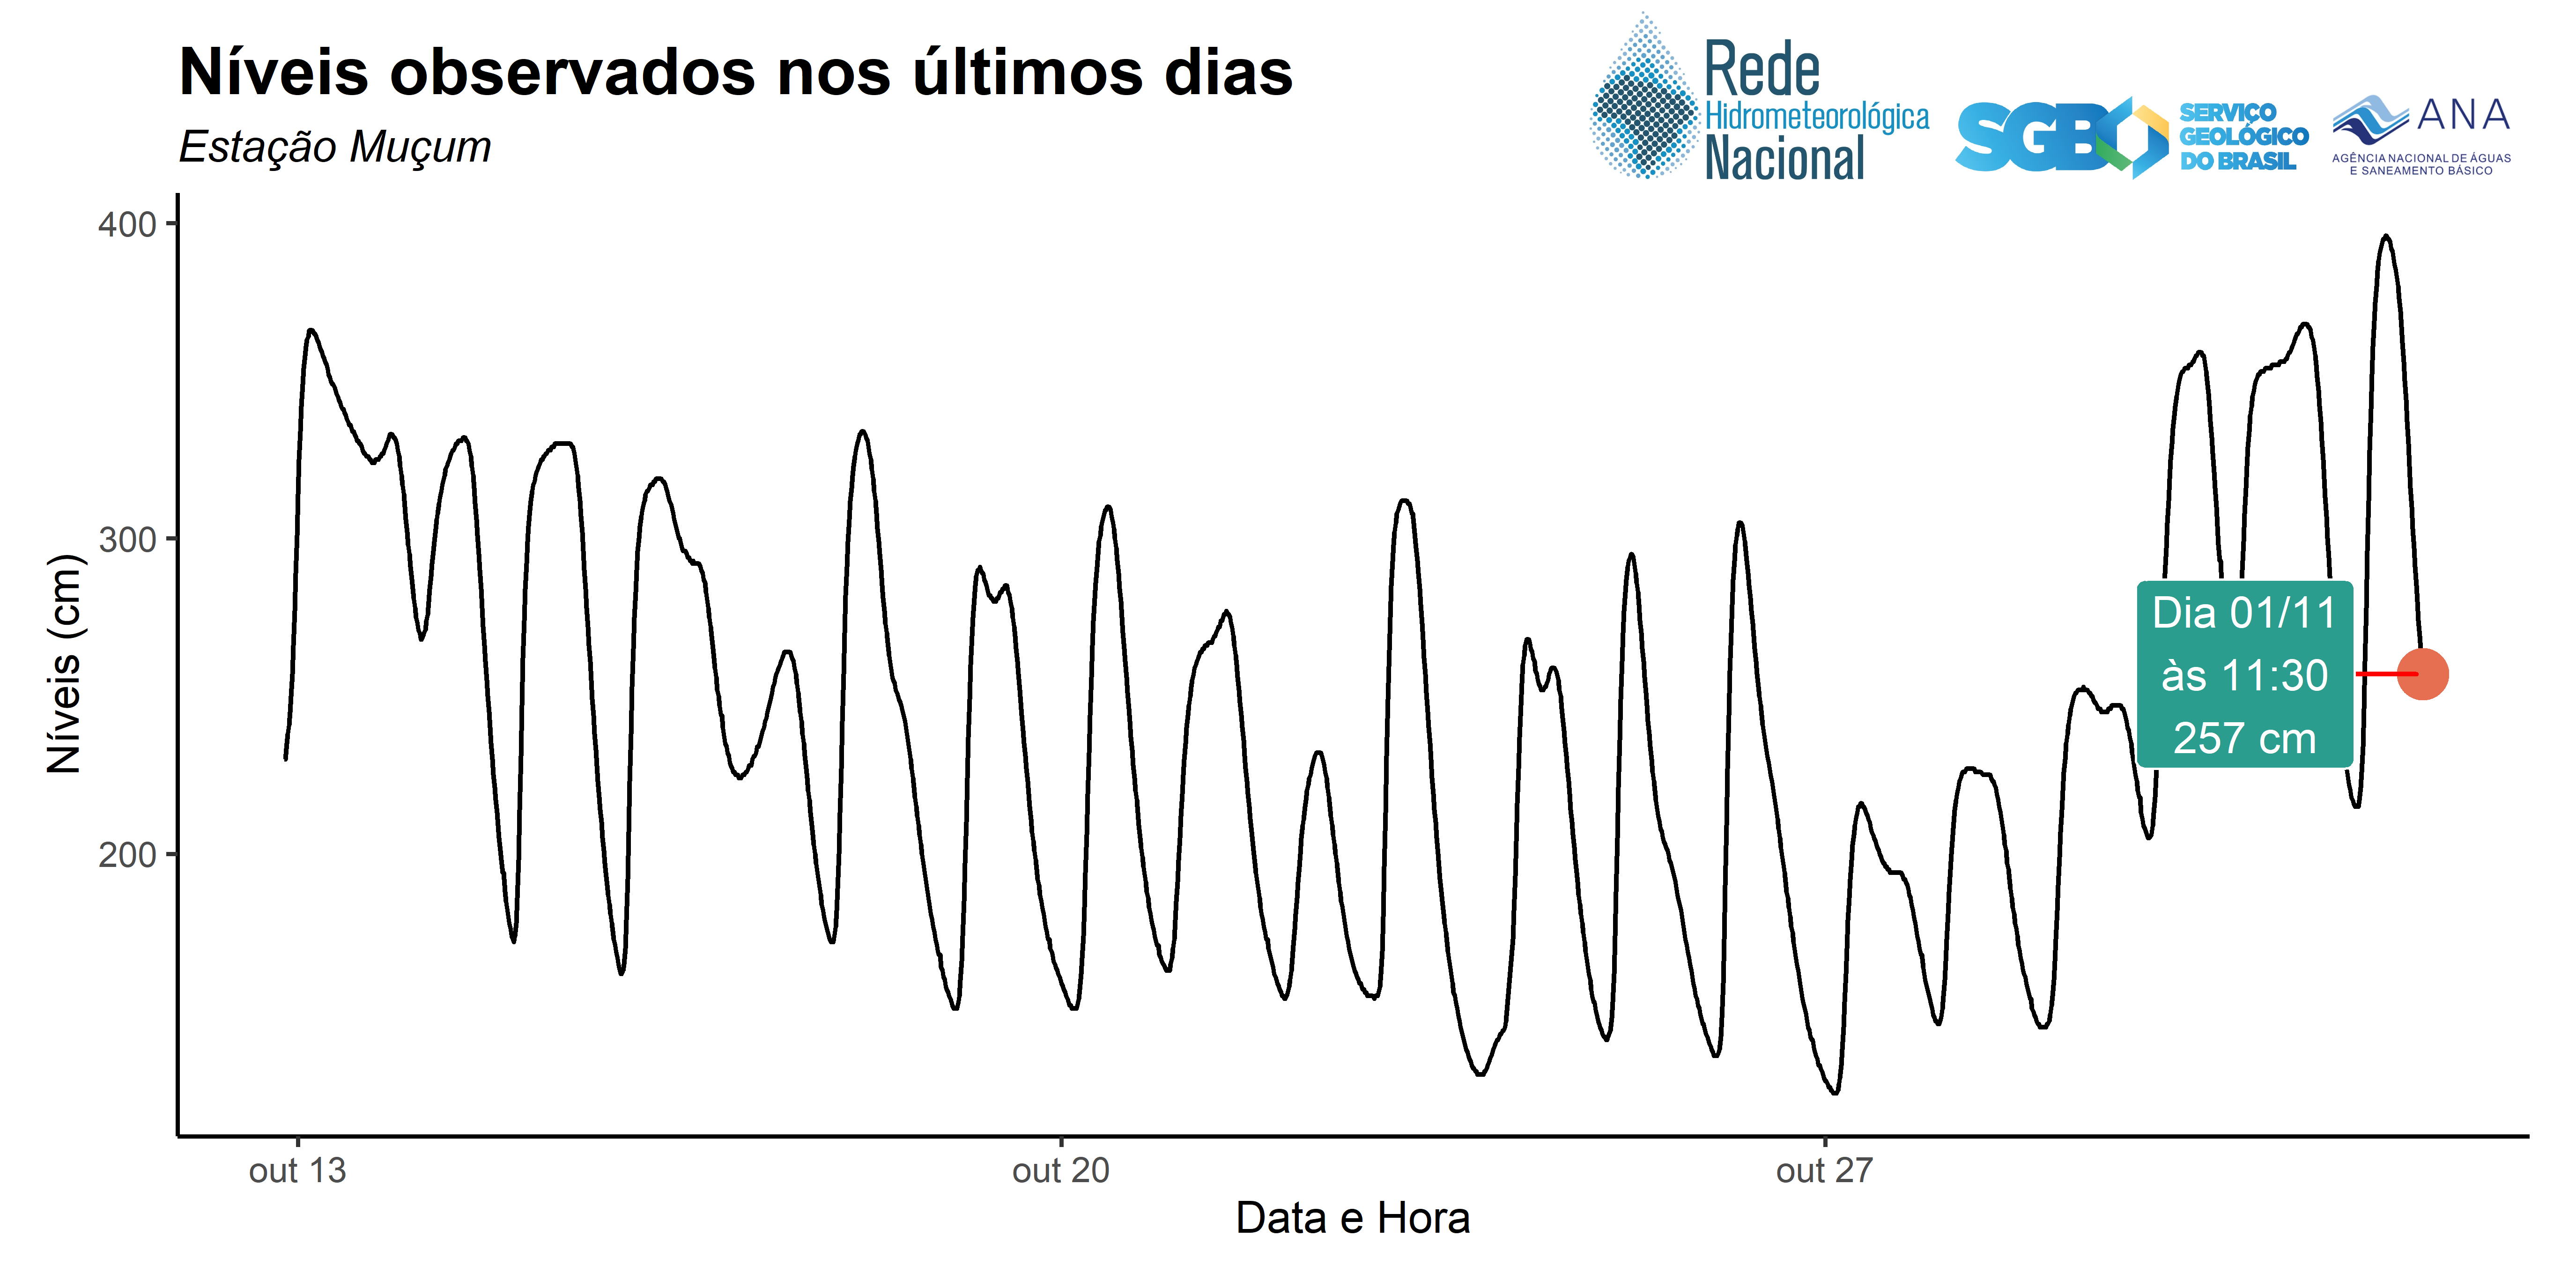 Níveis observados nos últimos dias
Estação Muçum
Rede
Hidrometeorológica
Nacional
SGB
SERVIÇO
GEOLÓGICO
DO BRASIL
ANA
AGÊNCIA NACIONAL DE ÁGUAS
E SANEAMENTO BÁSICO
400
300
200
Níveis (cm)
Dia 01/11
às 11:30
257 cm
out 13
out 20
out 27
Data e Hora